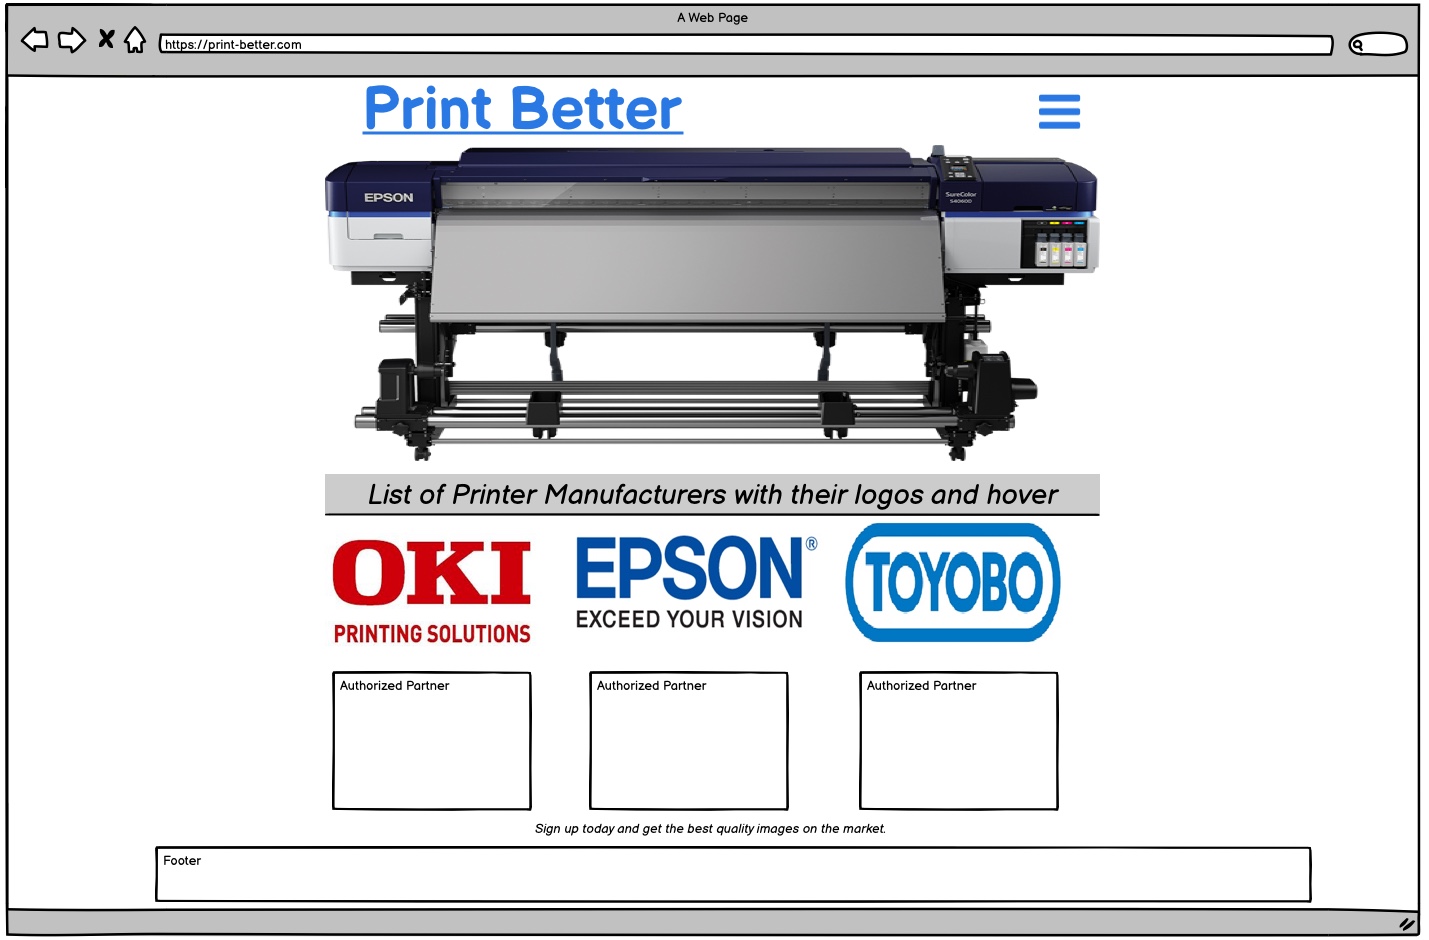 A Web Page
https://print-better.com
Print Better
EPSON
SureColor
S40600
List of Printer Manufacturers with their logos and hover
OKI
PRINTING SOLUTIONS
EPSON®
EXCEED YOUR VISION
TOYOBO
Authorized Partner
Authorized Partner
Authorized Partner
Sign up today and get the best quality images on the market.
Footer